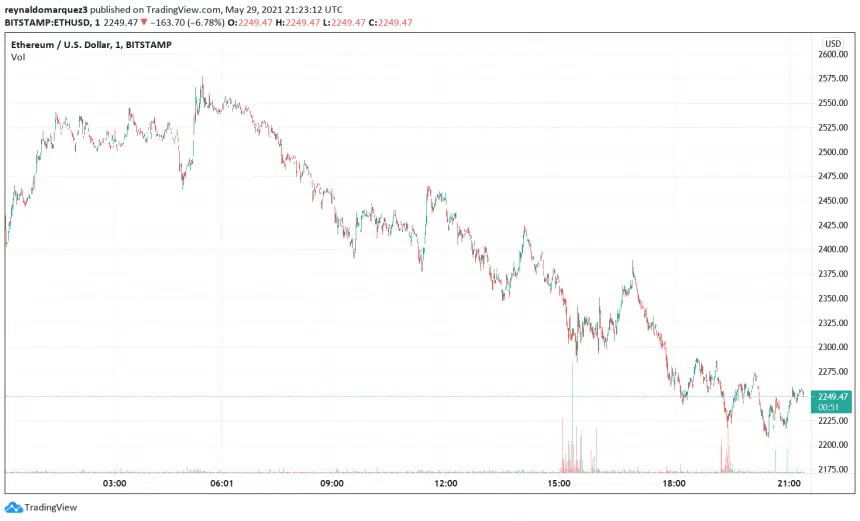 reynaldomarquez3 published on TradingView.com, May 29, 2021 21:23:12 UTC
BITSTAMP:ETHUSD, 1 2249.47 ▼ −163.70 (−6.78%) O:2249.47 H:2249.47 L:2249.47 C:2249.47
Ethereum / U.S. Dollar, 1, BITSTAMP
Vol
USD
2600.00
2575.00
2550.00
2525.00
2500.00
2475.00
2450.00
2425.00
2400.00
2375.00
2350.00
2325.00
2300.00
2275.00
2249.47
00:51
2225.00
2200.00
2175.00
03:00 06:01 09:00 12:00 15:00 18:00 21:00
TradingView